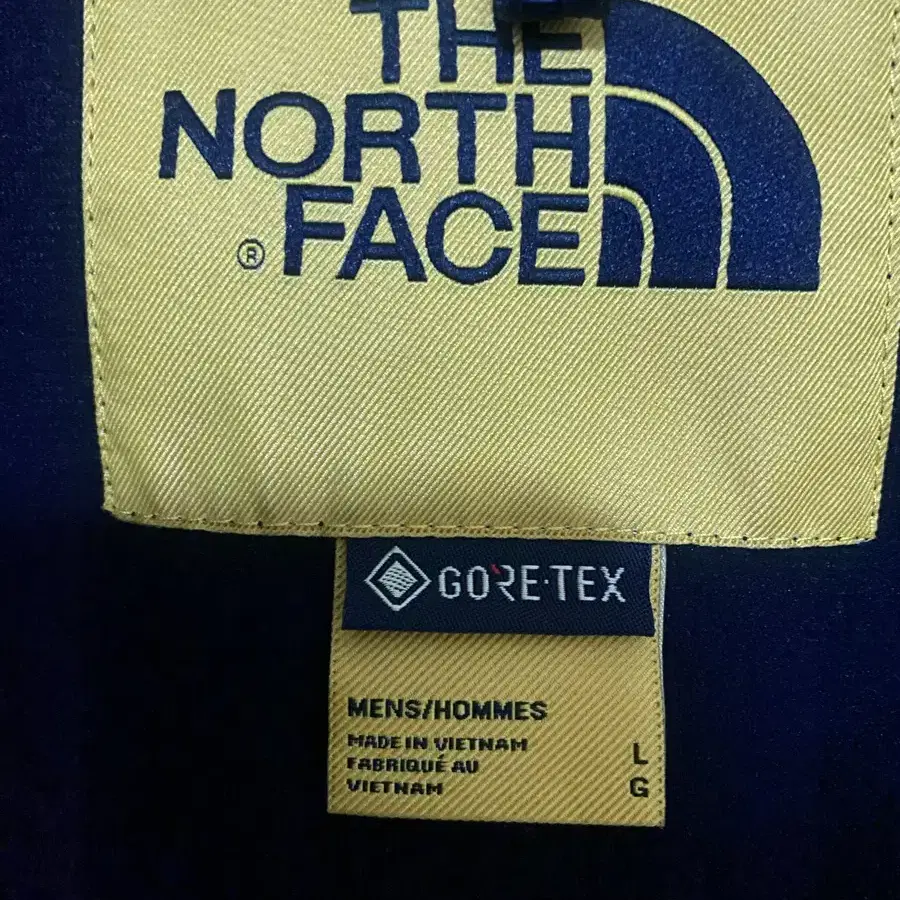 THE
NORTH
FACE
®
GORE-TEX
MENS/HOMMES
MADE IN VIETNAM
FABRIQUÉ AU
VIETNAM
L
G